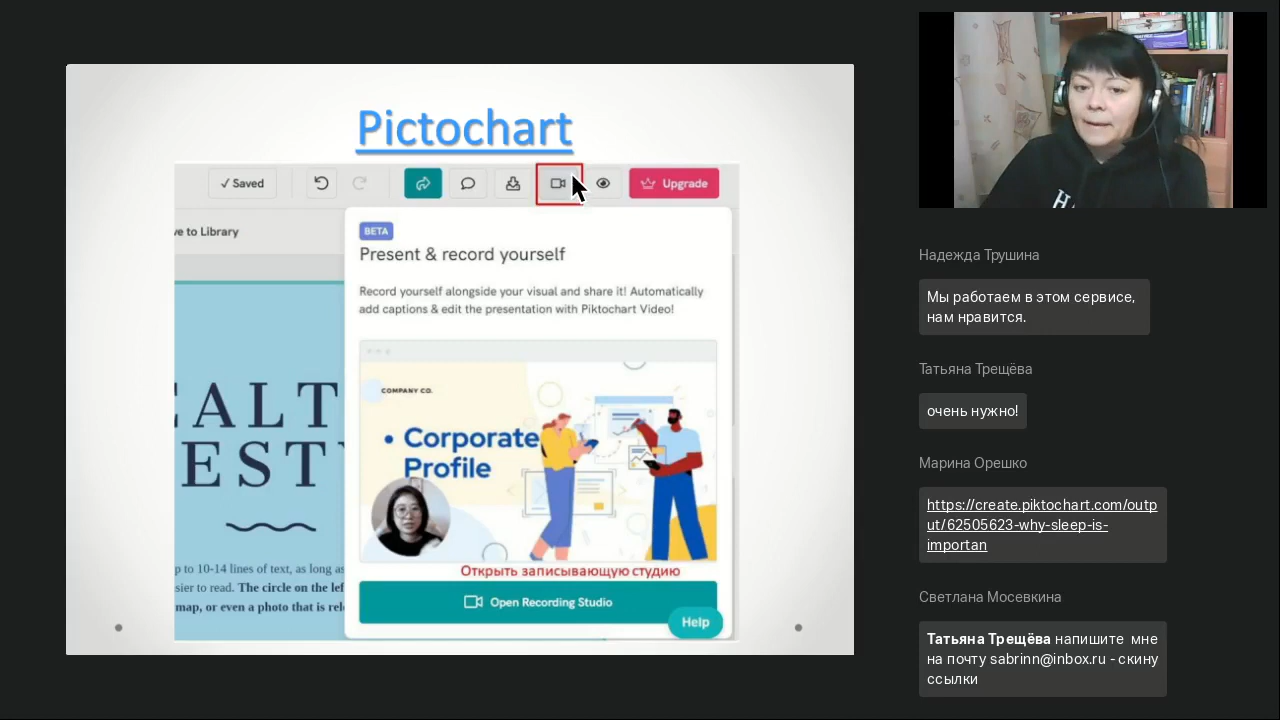 Pictochart
✓ Saved
Upgrade
ve to Library
BETA
Present & record yourself
Record yourself alongside your visual and share it! Automatically
add captions & edit the presentation with Piktochart Video!
COMPANY CO.
• Corporate
Profile
EALT
EST
p to 10-14 lines of text, as long as
sier to read. The circle on the lef
map, or even a photo that is rel
Открыть записывающую студию
Open Recording Studio
Help
H
Надежда Трушина
Мы работаем в этом сервисе,
нам нравится.
Татьяна Трещёва
очень нужно!
Марина Орешко
https://create.piktochart.com/outp
ut/62505623-why-sleep-is-
importan
Светлана Мосевкина
Татьяна Трещёва напишите мне
на почту sabrinn@inbox.ru - скину
ссылки